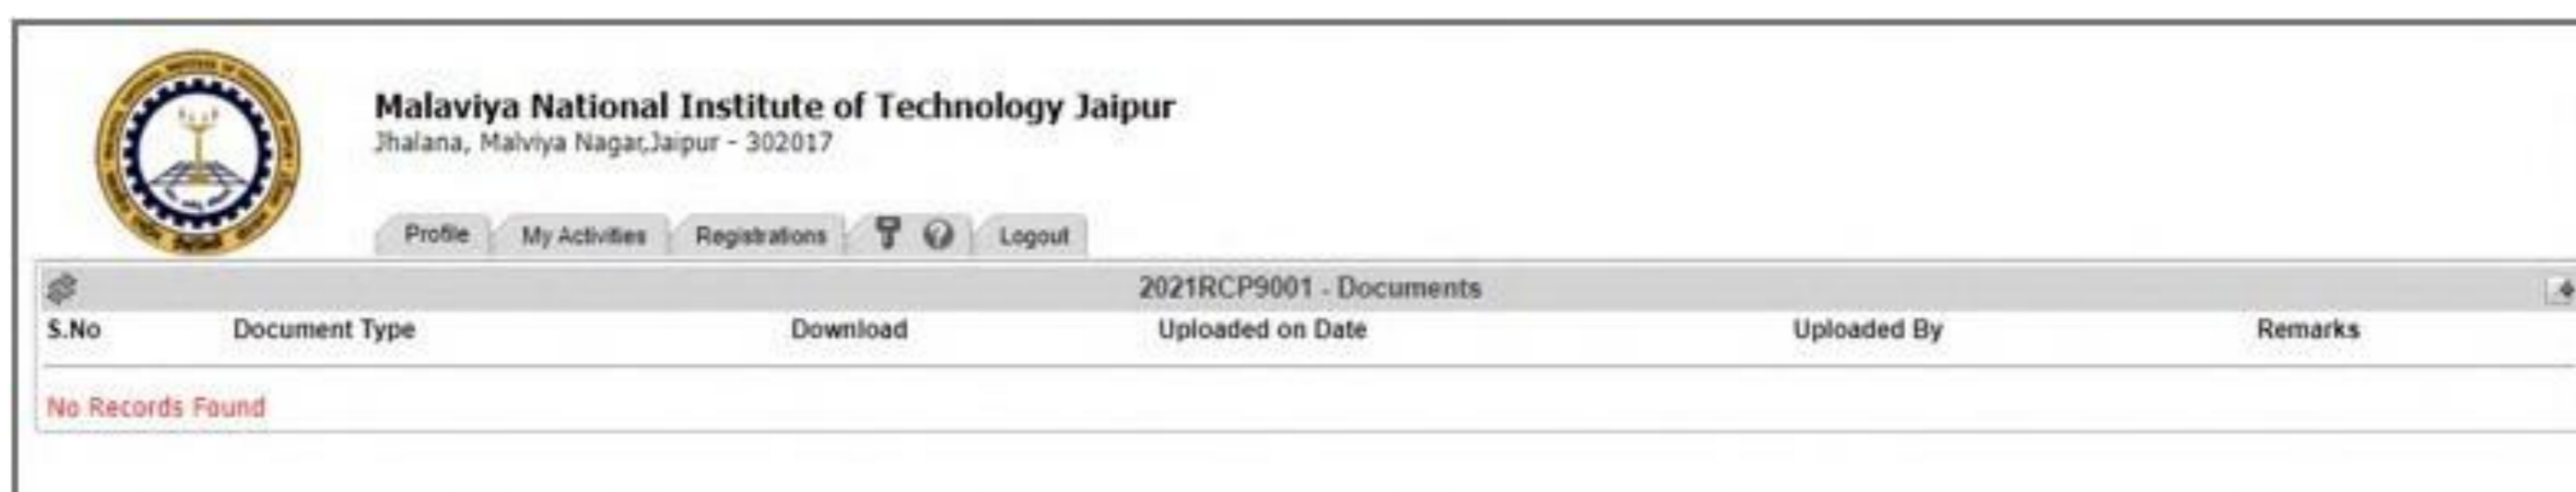 Malaviya National Institute of Technology Jaipur
Jhalana, Malviya Nagar,Jaipur - 302017
Profile My Activities Registrations Logout
2021RCP9001 - Documents
S.No Document Type Download Uploaded on Date Uploaded By Remarks
No Records Found